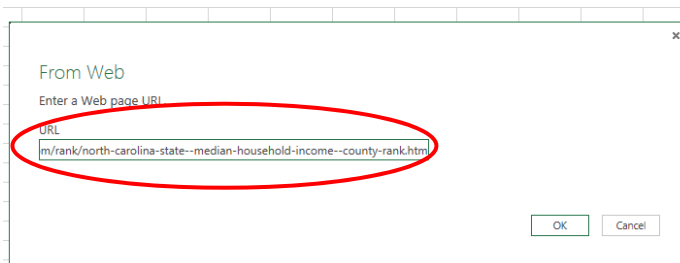 ×
From Web
Enter a Web page URL.
URL
m/rank/north-carolina-state--median-household-income--county-rank.htm
OK Cancel